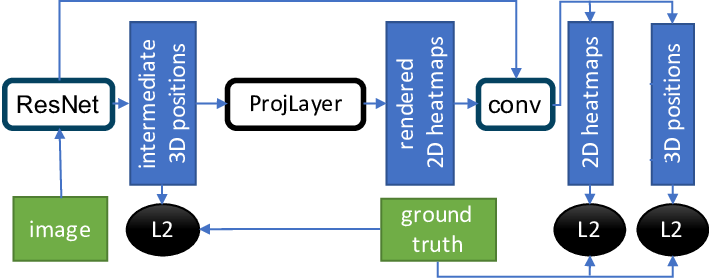 ResNet
intermediate
3D positions
ProjLayer
rendered
2D heatmaps
conv
2D heatmaps
3D positions
image
L2
ground
truth
L2
L2